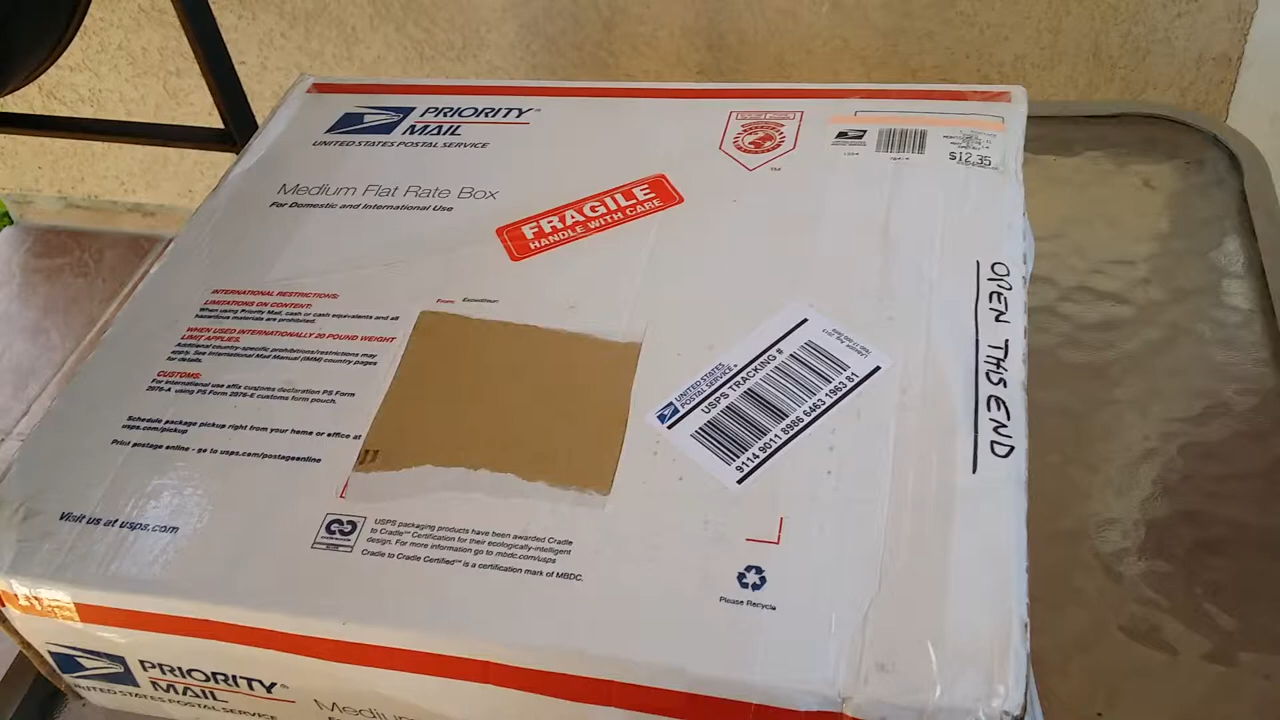 PRIORITY
MAIL
UNITED STATES POSTAL SERVICE
Medium Flat Rate Box
For Domestic and International Use
FRAGILE
HANDLE WITH CARE
TM
$12.35
OPEN THIS END
INTERNATIONAL RESTRICTIONS:
LIMITATIONS ON CONTENT:
When using Priority Mail, cash or cash equivalents and all
hazardous materials are prohibited.
WHEN USED INTERNATIONALLY 20 POUND WEIGHT
LIMIT APPLIES.
Additional country-specific prohibitions/restrictions may
apply. See International Mail Manual (IMM) country pages
for details.
CUSTOMS:
For International use affix customs declaration PS Form
2976-A using PS Form 2976-E customs form pouch.
Schedule package pickup right from your home or office at
usps.com/pickup
Print postage online - go to usps.com/postageonline
Visit us at usps.com
From: Expediteur:
UNITED STATES
POSTAL SERVICE
USPS TRACKING #
9114 9011 8986 6463 1963 81
USPS packaging products have been awarded Cradle
to Cradle℠ Certification for their ecologically-intelligent
design. For more information go to mbdc.com/usps
Cradle to Cradle Certified℠ is a certification mark of MBDC.
Please Recycle
PRIORITY
MAIL
UNITED STATES POSTAL SERVICE